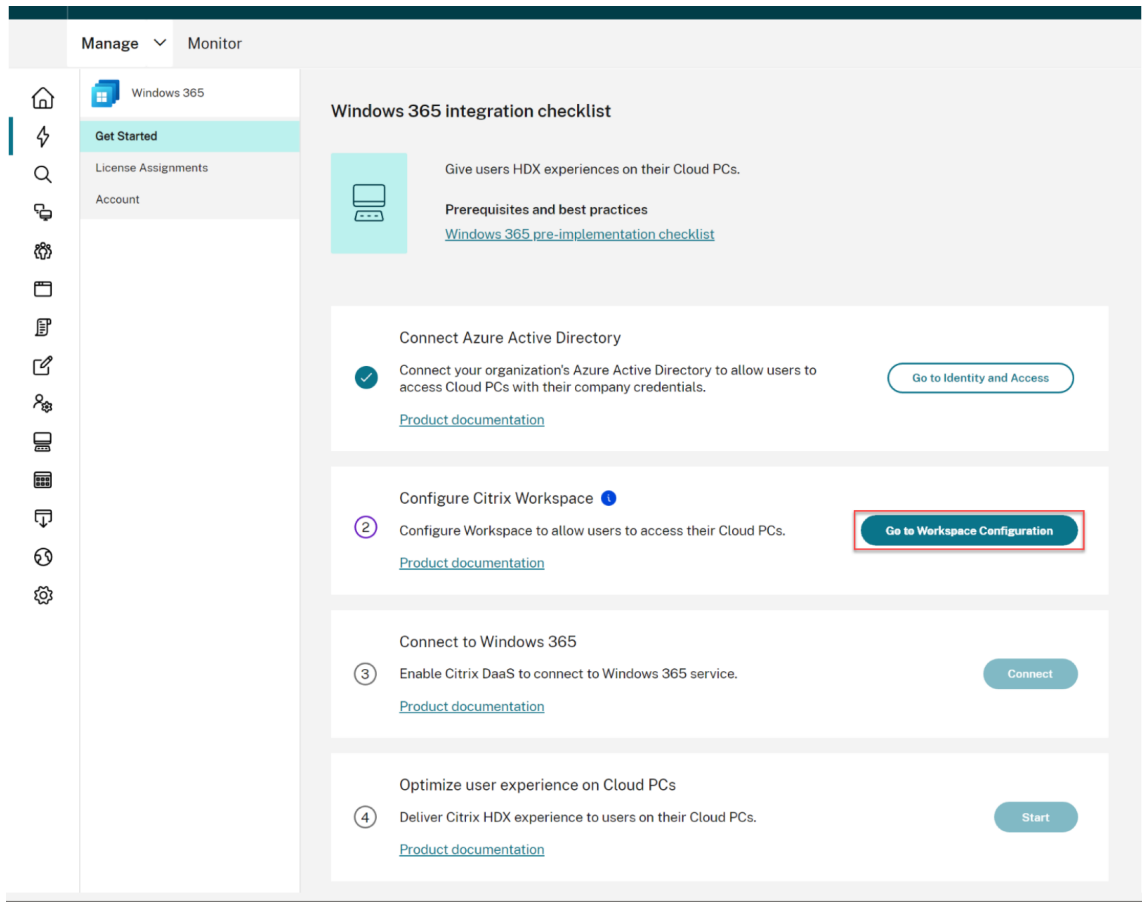 Manage
Monitor
Windows 365
Get Started
License Assignments
Account
Windows 365 integration checklist
Give users HDX experiences on their Cloud PCs.
Prerequisites and best practices
Windows 365 pre-implementation checklist
Connect Azure Active Directory
Connect your organization's Azure Active Directory to allow users to
access Cloud PCs with their company credentials.
Product documentation
Go to Identity and Access
2
Configure Citrix Workspace
Configure Workspace to allow users to access their Cloud PCs.
Product documentation
Go to Workspace Configuration
3
Connect to Windows 365
Enable Citrix DaaS to connect to Windows 365 service.
Product documentation
Connect
4
Optimize user experience on Cloud PCs
Deliver Citrix HDX experience to users on their Cloud PCs.
Product documentation
Start